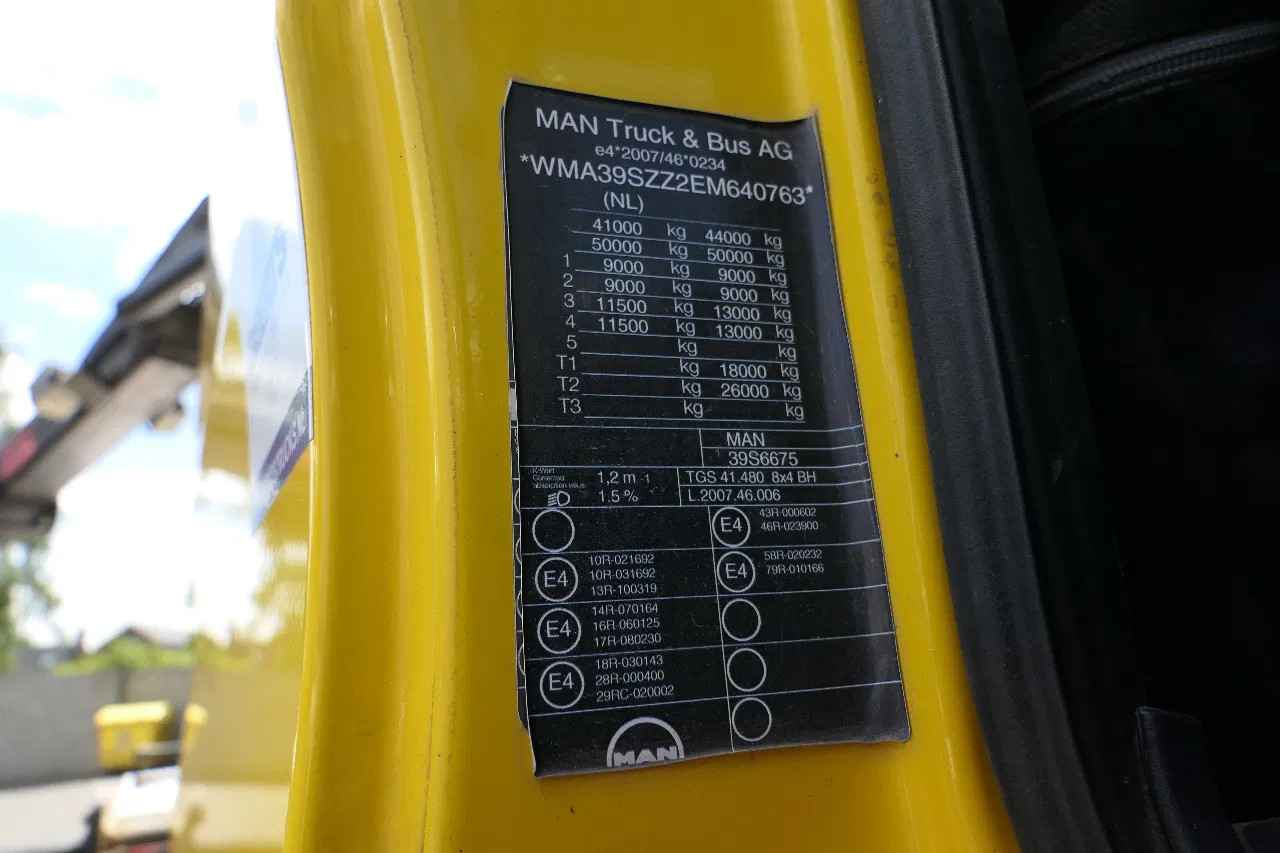 MAN Truck & Bus AG
e4*2007/46*0234
*WMA39SZZ2EM640763*
(NL)
41000 kg 44000 kg
50000 kg 50000 kg
1 9000 kg 9000 kg
2 9000 kg 9000 kg
3 11500 kg 13000 kg
4 11500 kg 13000 kg
5 kg kg
T1 kg 18000 kg
T2 kg 26000 kg
T3 kg kg
MAN
39S6675
K-Wert
Corrected
absorption value
1,2 m -1
TGS 41.480 8x4 BH
1.5 %
L.2007.46.006
E4 43R-000602
46R-023900
E4 10R-021692
10R-031692
13R-100319
E4 58R-020232
79R-010166
E4 14R-070164
16R-060125
17R-080230
E4 18R-030143
28R-000400
29RC-020002
MAN